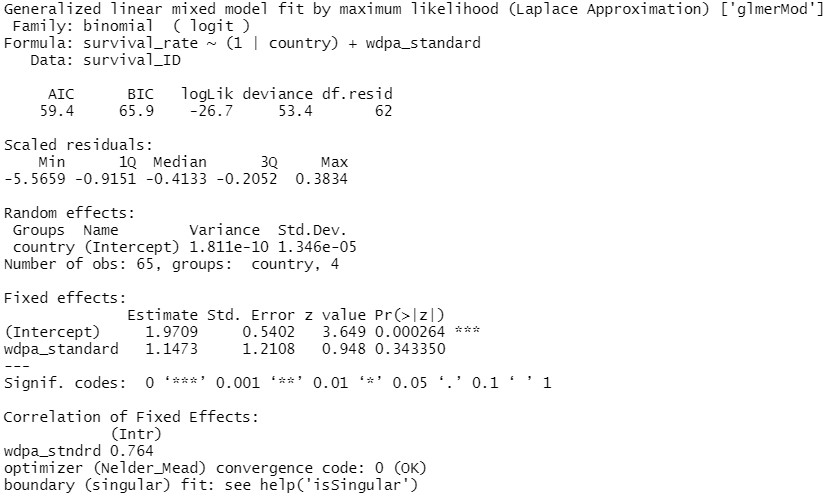 Generalized linear mixed model fit by maximum likelihood (Laplace Approximation) ['glmerMod']
 Family: binomial  ( logit )
Formula: survival_rate ~ (1 | country) + wdpa_standard
   Data: survival_ID

     AIC      BIC   logLik deviance df.resid
    59.4     65.9    -26.7     53.4       62

Scaled residuals:
    Min      1Q  Median      3Q     Max
-5.5659 -0.9151 -0.4133 -0.2052  0.3834

Random effects:
 Groups  Name        Variance  Std.Dev.
 country (Intercept) 1.811e-10 1.346e-05
Number of obs: 65, groups:  country, 4

Fixed effects:
              Estimate Std. Error z value Pr(>|z|)
(Intercept)     1.9709     0.5402   3.649 0.000264 ***
wdpa_standard   1.1473     1.2108   0.948 0.343350
---
Signif. codes:  0 ‘***’ 0.001 ‘**’ 0.01 ‘*’ 0.05 ‘.’ 0.1 ‘ ’ 1

Correlation of Fixed Effects:
            (Intr)
wdpa_stndrd 0.764
optimizer (Nelder_Mead) convergence code: 0 (OK)
boundary (singular) fit: see help('isSingular')